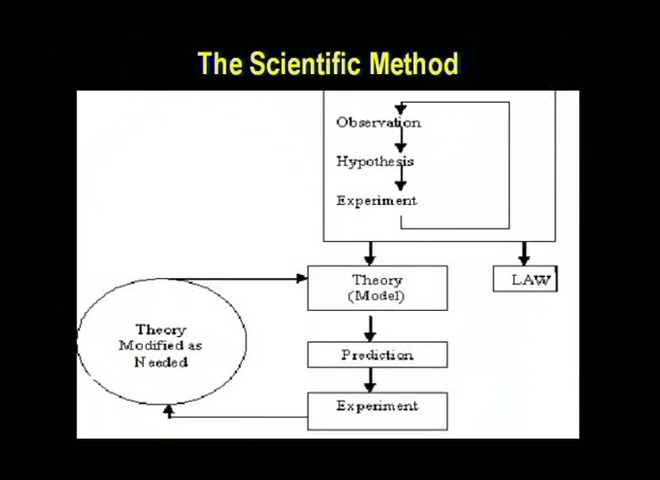 The Scientific Method
Observation
Hypothesis
Experiment
Theory
(Model)
LAW
Theory
Modified as
Needed
Prediction
Experiment